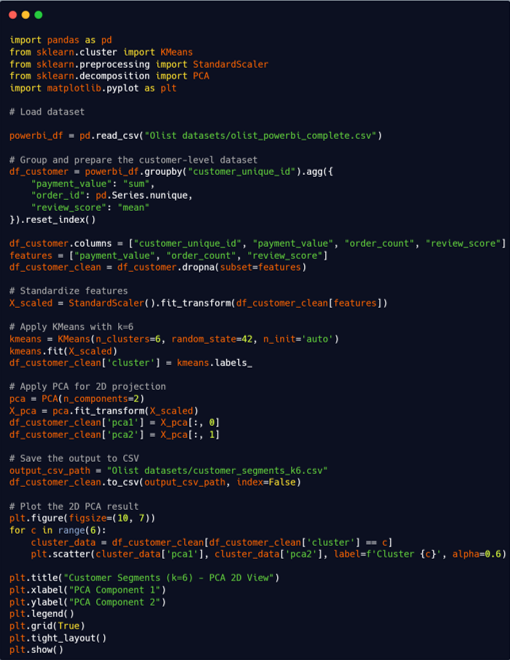 import pandas as pd
from sklearn.cluster import KMeans
from sklearn.preprocessing import StandardScaler
from sklearn.decomposition import PCA
import matplotlib.pyplot as plt
# Load dataset
powerbi_df = pd.read_csv("Olist datasets/olist_powerbi_complete.csv")
# Group and prepare the customer-level dataset
df_customer = powerbi_df.groupby("customer_unique_id").agg({
    "payment_value": "sum",
    "order_id": pd.Series.nunique,
    "review_score": "mean"
}).reset_index()
df_customer.columns = ["customer_unique_id", "payment_value", "order_count", "review_score"]
features = ["payment_value", "order_count", "review_score"]
df_customer_clean = df_customer.dropna(subset=features)
# Standardize features
X_scaled = StandardScaler().fit_transform(df_customer_clean[features])
# Apply KMeans with k=6
kmeans = KMeans(n_clusters=6, random_state=42, n_init='auto')
kmeans.fit(X_scaled)
df_customer_clean['cluster'] = kmeans.labels_
# Apply PCA for 2D projection
pca = PCA(n_components=2)
X_pca = pca.fit_transform(X_scaled)
df_customer_clean['pca1'] = X_pca[:, 0]
df_customer_clean['pca2'] = X_pca[:, 1]
# Save the output to CSV
output_csv_path = "Olist datasets/customer_segments_k6.csv"
df_customer_clean.to_csv(output_csv_path, index=False)
# Plot the 2D PCA result
plt.figure(figsize=(10, 7))
for c in range(6):
    cluster_data = df_customer_clean[df_customer_clean['cluster'] == c]
    plt.scatter(cluster_data['pca1'], cluster_data['pca2'], label=f'Cluster {c}', alpha=0.6)
plt.title("Customer Segments (k=6) - PCA 2D View")
plt.xlabel("PCA Component 1")
plt.ylabel("PCA Component 2")
plt.legend()
plt.grid(True)
plt.tight_layout()
plt.show()